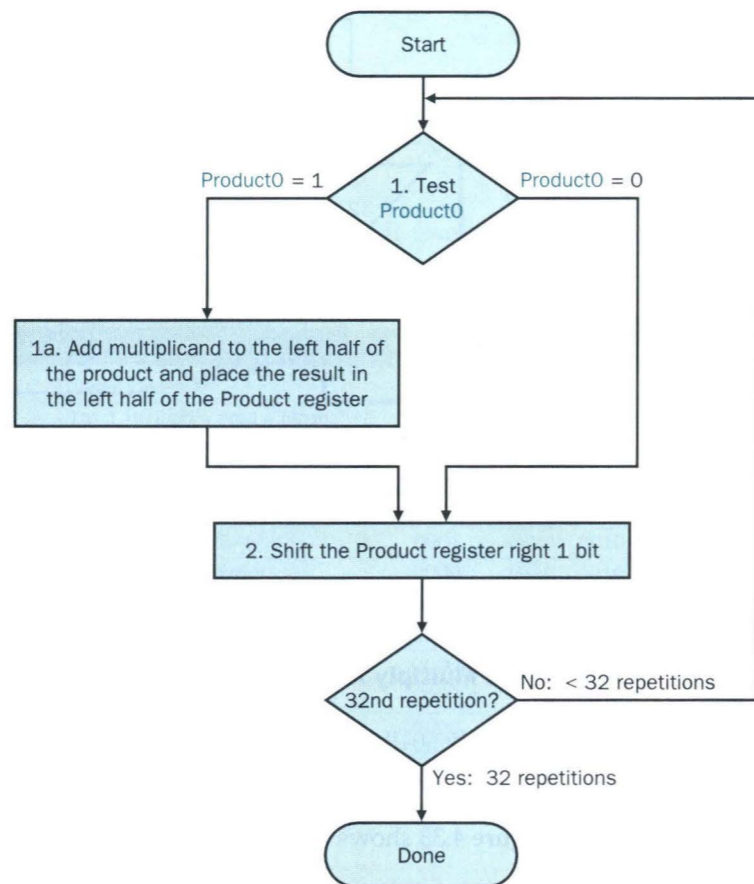 Start
Product0 = 1
1. Test
Product0
Product0 = 0
1a. Add multiplicand to the left half of
the product and place the result in
the left half of the Product register
2. Shift the Product register right 1 bit
32nd repetition?
No: < 32 repetitions
Yes: 32 repetitions
Done